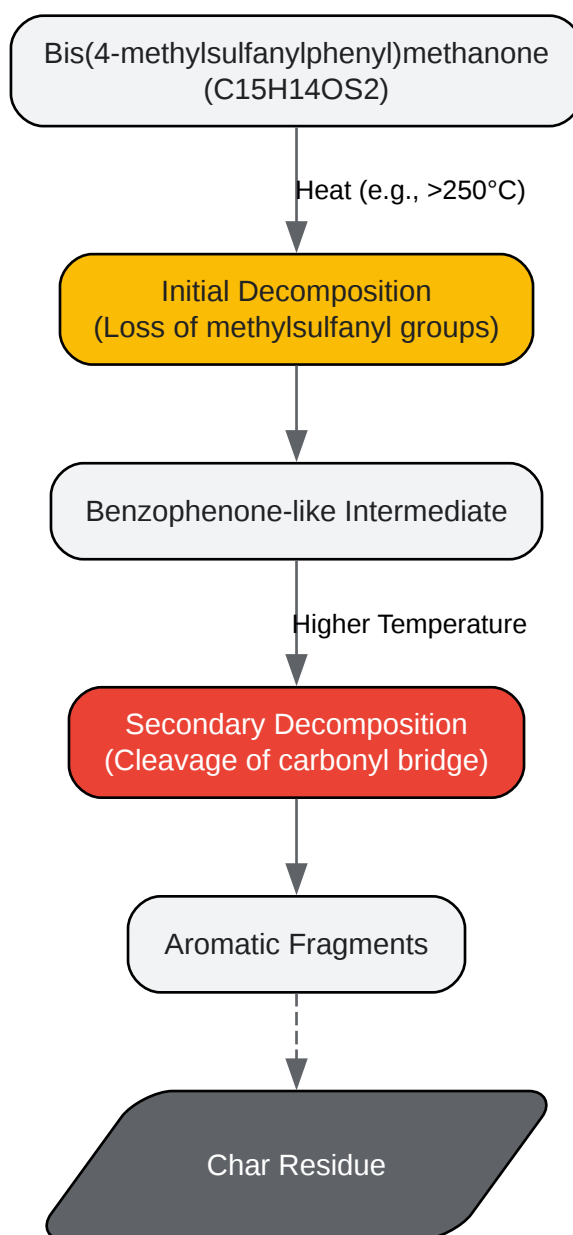 Bis(4-methylsulfanylphenyl)methanone
(C15H14OS2)
Heat (e.g., >250°C)
Initial Decomposition
(Loss of methylsulfanyl groups)
Benzophenone-like Intermediate
Higher Temperature
Secondary Decomposition
(Cleavage of carbonyl bridge)
Aromatic Fragments
Char Residue